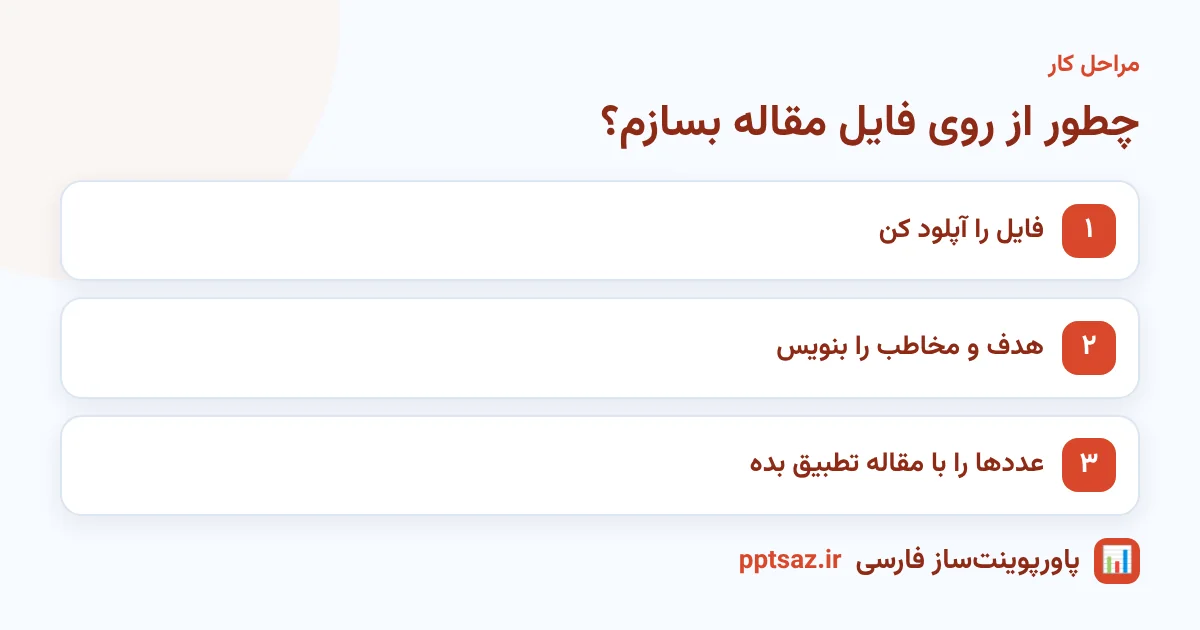 مراحل کار
چطور از روی فایل مقاله بسازم؟
۱ فایل را آپلود کن
۲ هدف و مخاطب را بنویس
۳ عددها را با مقاله تطبیق بده
پاورپوینت‌ساز فارسی pptsaz.ir